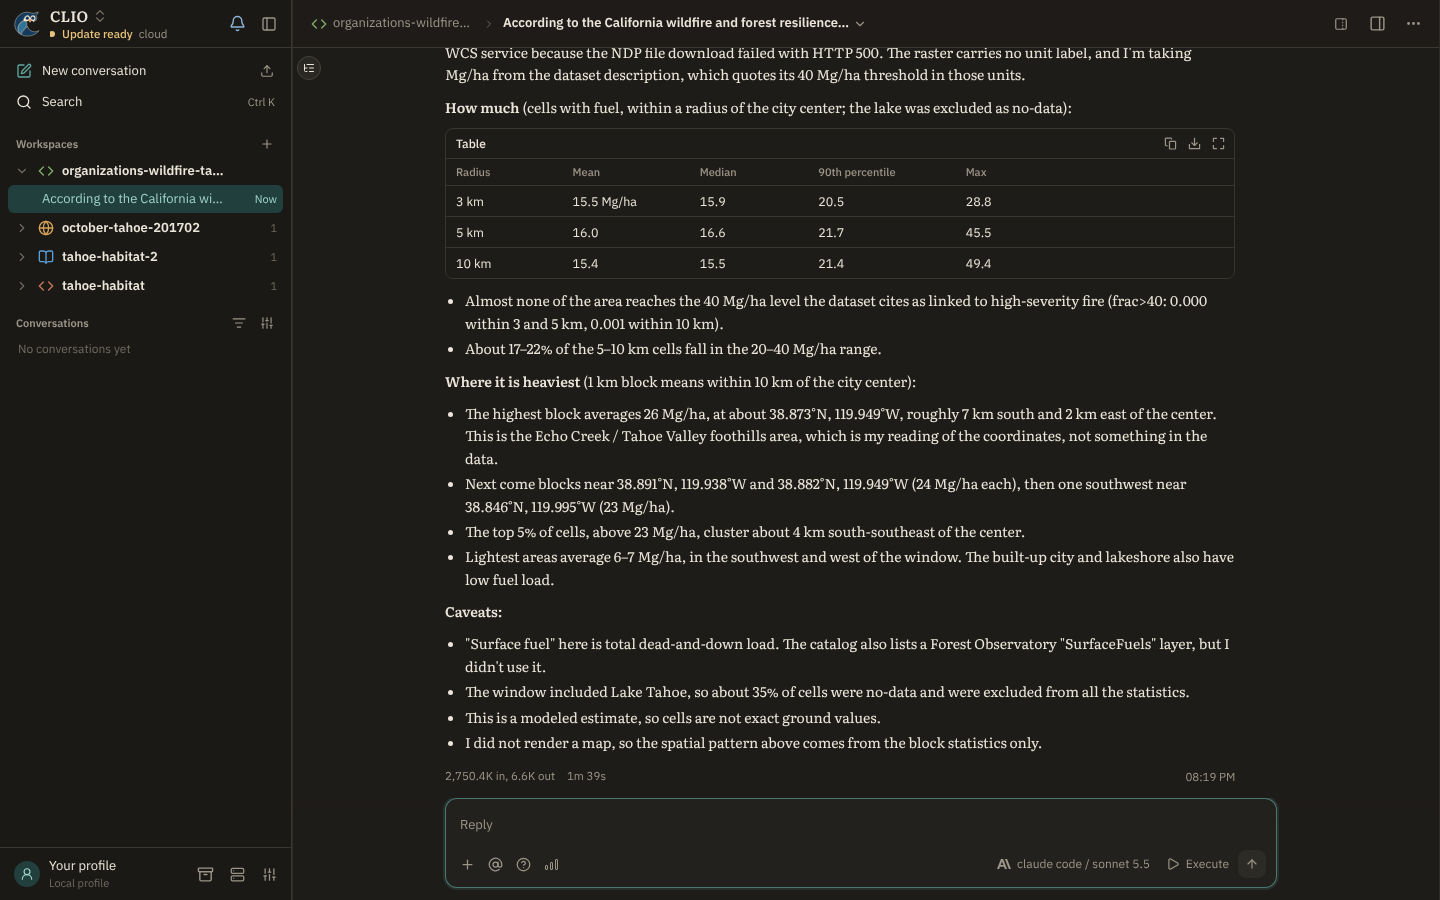 CLIO
Update ready cloud
New conversation
Search Ctrl K
Workspaces
organizations-wildfire-ta...
According to the California wi... Now
october-tahoe-201702 1
tahoe-habitat-2 1
tahoe-habitat 1
Conversations
No conversations yet
Your profile
Local profile
organizations-wildfire... According to the California wildfire and forest resilience...
WCS service because the NDP file download failed with HTTP 500. The raster carries no unit label, and I'm taking
Mg/ha from the dataset description, which quotes its 40 Mg/ha threshold in those units.
How much (cells with fuel, within a radius of the city center; the lake was excluded as no-data):
Table
Radius Mean Median 90th percentile Max
3 km 15.5 Mg/ha 15.9 20.5 28.8
5 km 16.0 16.6 21.7 45.5
10 km 15.4 15.5 21.4 49.4
• Almost none of the area reaches the 40 Mg/ha level the dataset cites as linked to high-severity fire (frac>40: 0.000
within 3 and 5 km, 0.001 within 10 km).
• About 17–22% of the 5–10 km cells fall in the 20–40 Mg/ha range.
Where it is heaviest (1 km block means within 10 km of the city center):
• The highest block averages 26 Mg/ha, at about 38.873°N, 119.949°W, roughly 7 km south and 2 km east of the center.
This is the Echo Creek / Tahoe Valley foothills area, which is my reading of the coordinates, not something in the
data.
• Next come blocks near 38.891°N, 119.938°W and 38.882°N, 119.949°W (24 Mg/ha each), then one southwest near
38.846°N, 119.995°W (23 Mg/ha).
• The top 5% of cells, above 23 Mg/ha, cluster about 4 km south-southeast of the center.
• Lightest areas average 6–7 Mg/ha, in the southwest and west of the window. The built-up city and lakeshore also have
low fuel load.
Caveats:
• "Surface fuel" here is total dead-and-down load. The catalog also lists a Forest Observatory "SurfaceFuels" layer, but I
didn't use it.
• The window included Lake Tahoe, so about 35% of cells were no-data and were excluded from all the statistics.
• This is a modeled estimate, so cells are not exact ground values.
• I did not render a map, so the spatial pattern above comes from the block statistics only.
2,750.4K in, 6.6K out 1m 39s 08:19 PM
Reply
claude code / sonnet 5.5 Execute